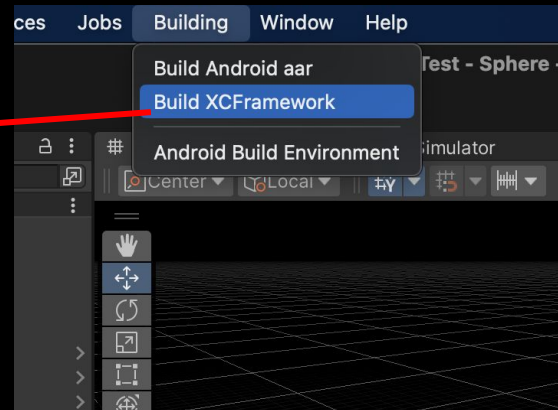 ces Jobs Building Window Help
Build Android aar
Test - Sphere -
Build XCFramework
Android Build Environment
Simulator
Center Local
Y